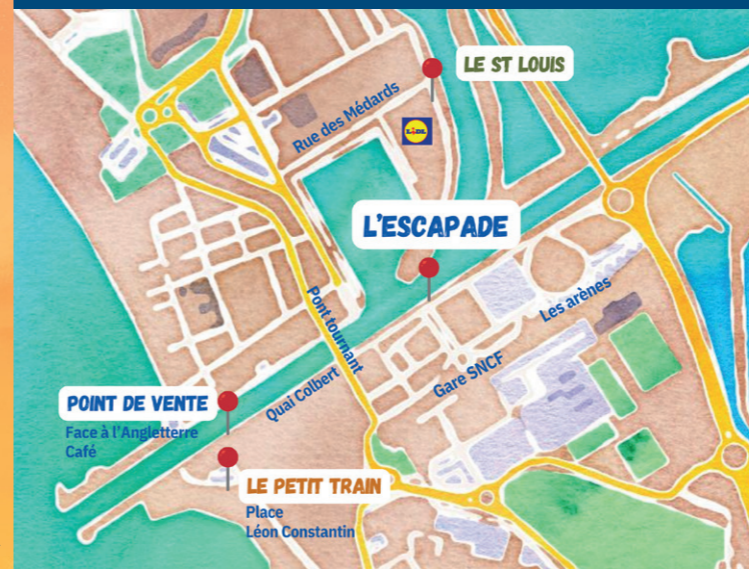 LE ST LOUIS
Rue des Médards
LIDL
L'ESCAPADE
Les arènes
Pont tournant
Gare SNCF
Quai Colbert
POINT DE VENTE
Face à l'Angletterre
Café
LE PETIT TRAIN
Place
Léon Constantin